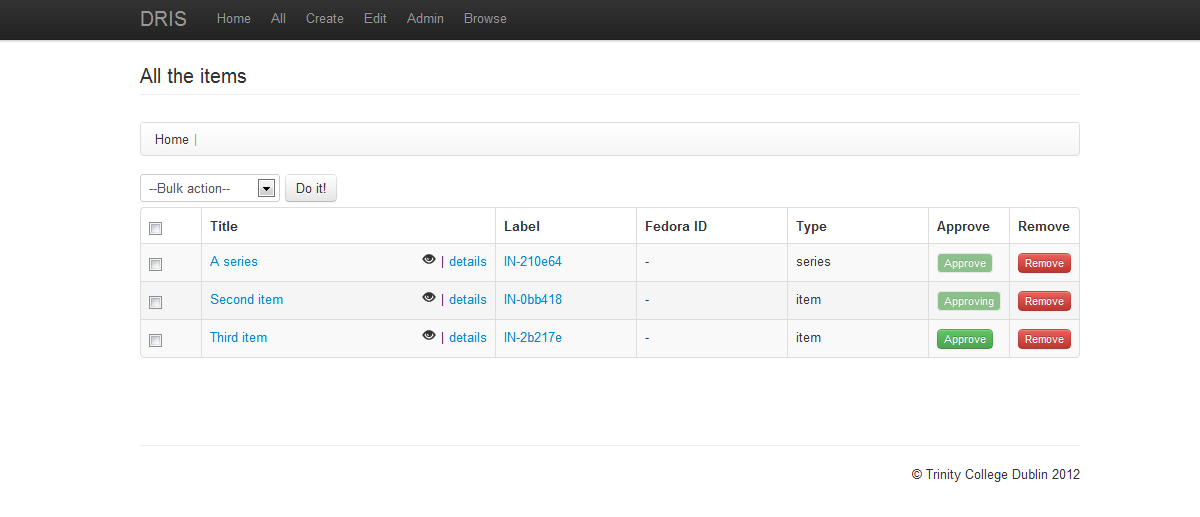 DRIS Home All Create Edit Admin Browse
All the items
Home |
--Bulk action-- Do it!
Title Label Fedora ID Type Approve Remove
A series | details IN-210e64 - series Approve Remove
Second item | details IN-0bb418 - item Approving Remove
Third item | details IN-2b217e - item Approve Remove
© Trinity College Dublin 2012